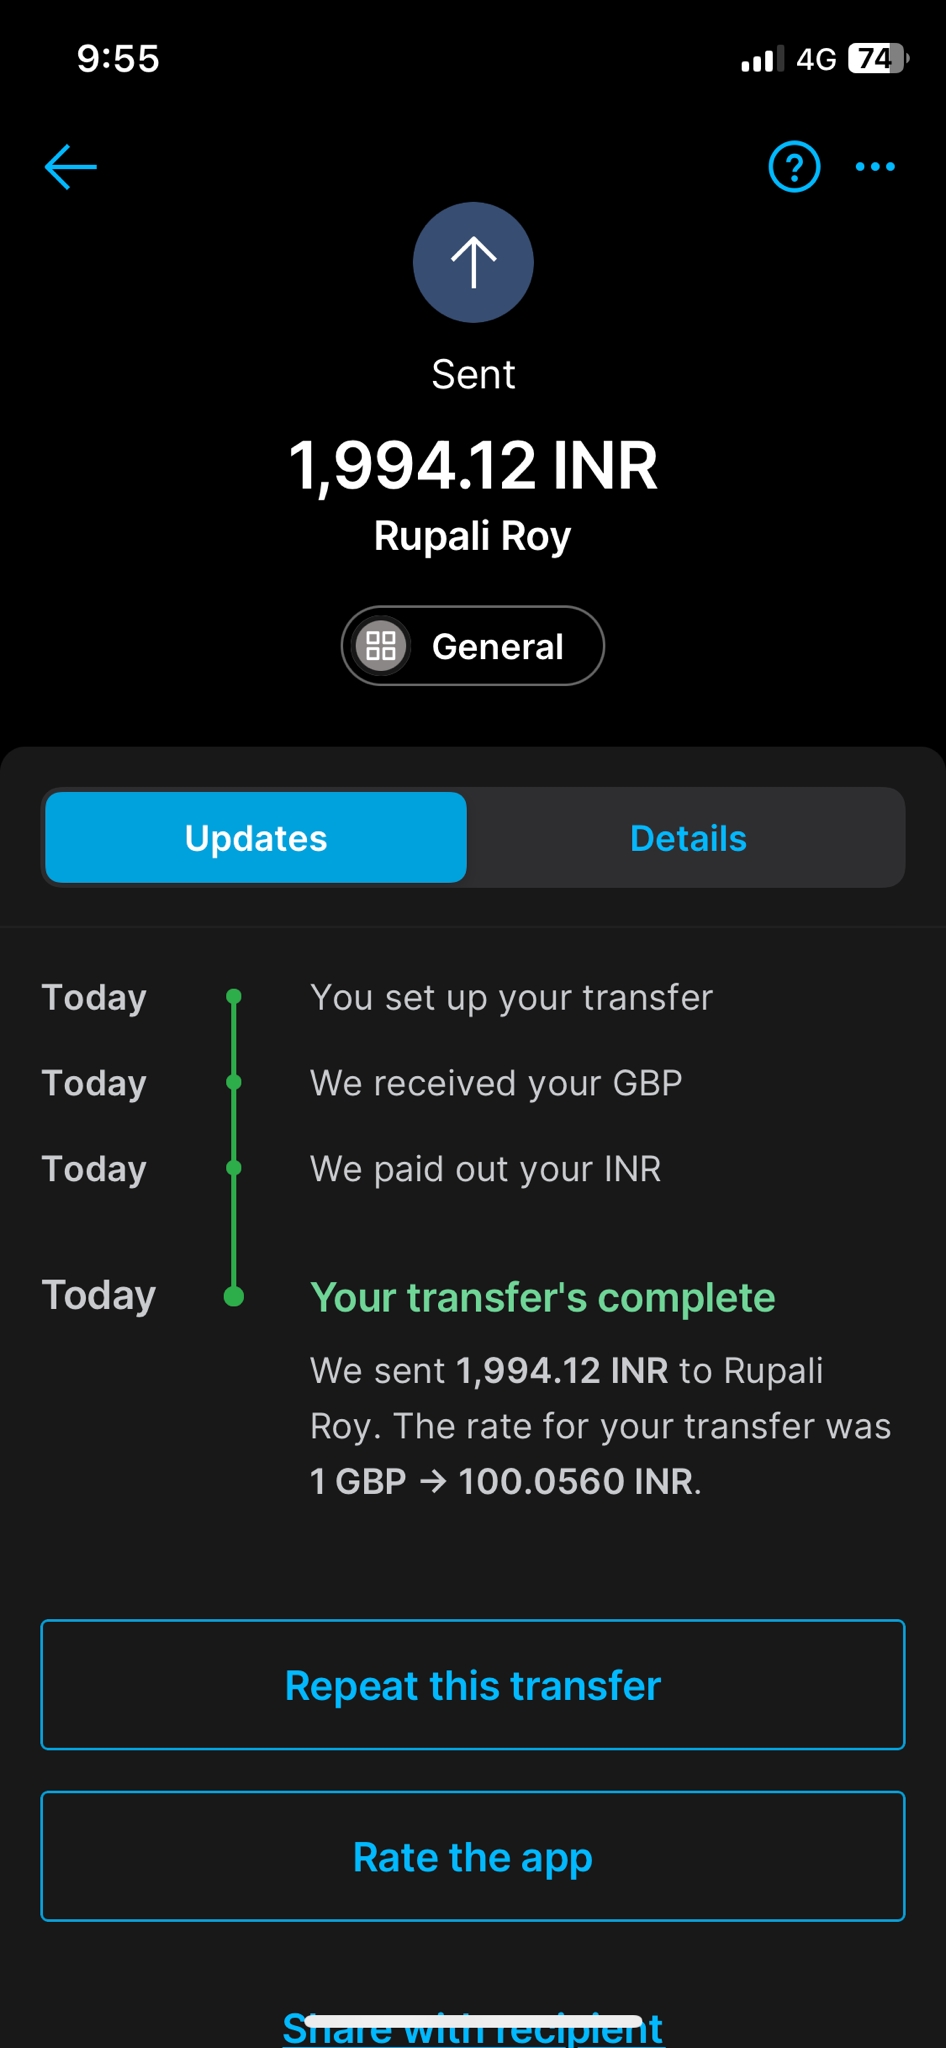 9:55
4G
74
?
Sent
1,994.12 INR
Rupali Roy
General
Updates
Details
Today
You set up your transfer
Today
We received your GBP
Today
We paid out your INR
Today
Your transfer's complete
We sent 1,994.12 INR to Rupali
Roy. The rate for your transfer was
1 GBP → 100.0560 INR.
Repeat this transfer
Rate the app
Share with recipient